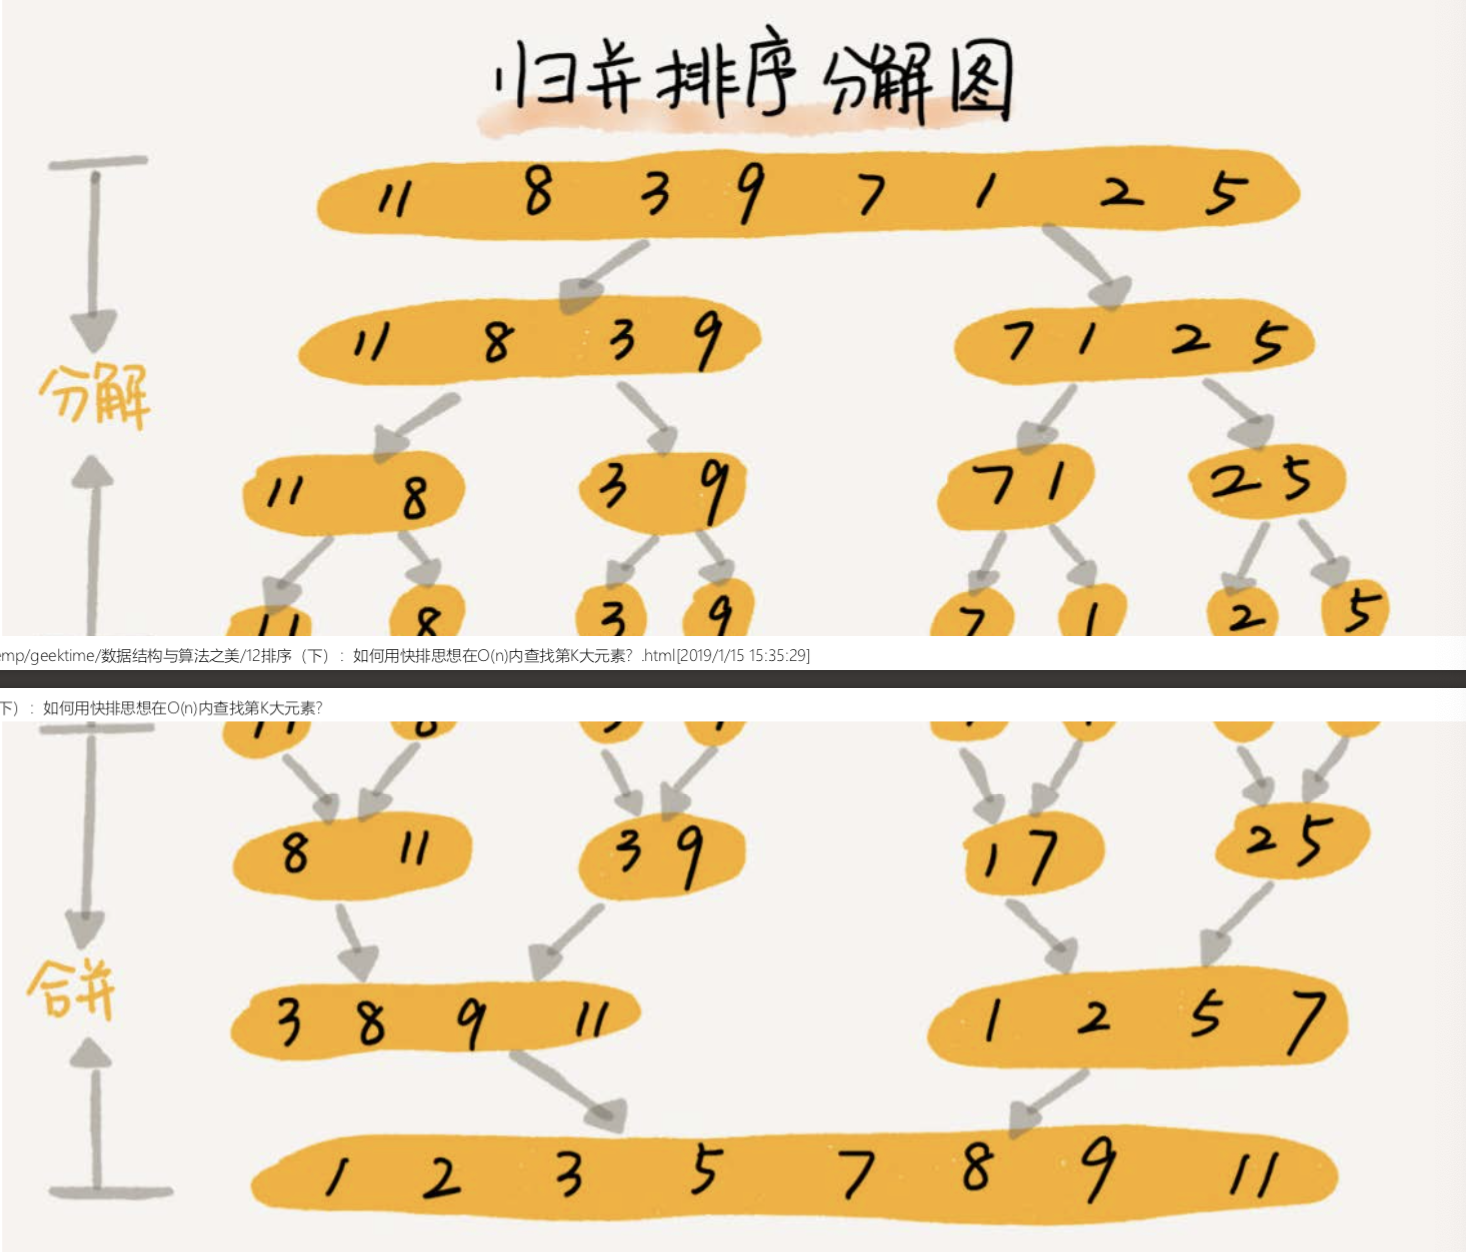 归并排序分解图
11 8 3 9 7 1 2 5
11 8 3 9 7 1 2 5
分解
11 8 3 9 7 1 2 5
11 8 3 9 7 1 2 5
emp/geektime/数据结构与算法之美/12排序（下）：如何用快排思想在O(n)内查找第K大元素？.html[2019/1/15 15:35:29]
下）：如何用快排思想在O(n)内查找第K大元素？
8 11 3 9 1 7 2 5
合并
3 8 9 11 1 2 5 7
1 2 3 5 7 8 9 11